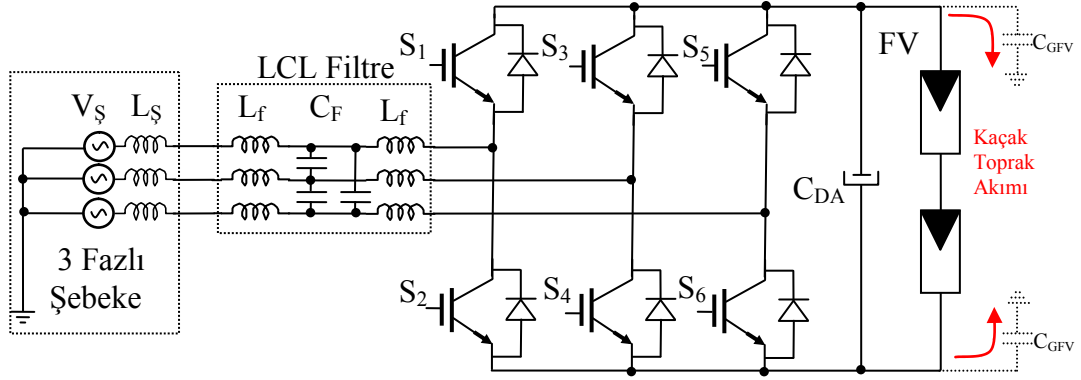 S1
S3
S5
FV
CGFV
LCL Filtre
VŞ
LŞ
Lf
CF
Lf
Kaçak
Toprak
Akımı
CDA
3 Fazlı
Şebeke
S2
S4
S6
CGFV